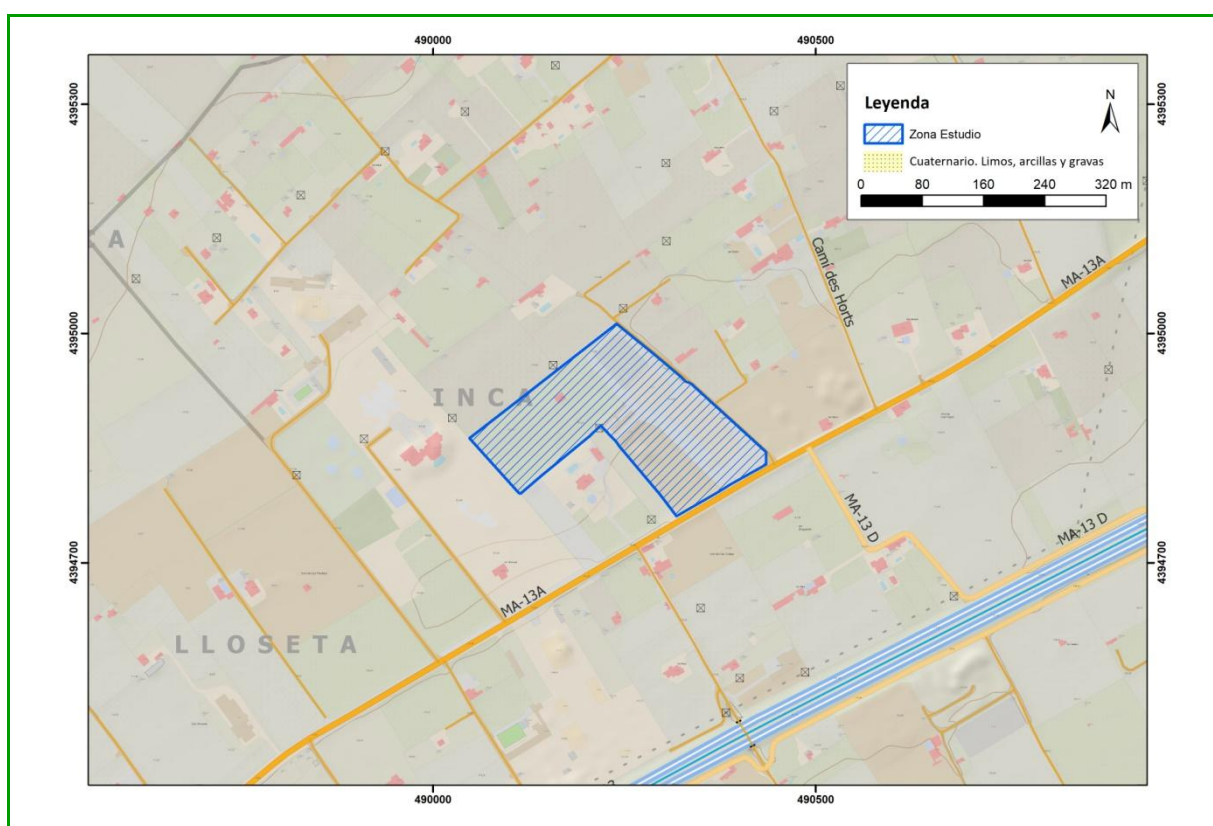 490000
490500
4395300
4395300
Leyenda
N
Zona Estudio
Cuaternario. Limos, arcillas y gravas
0 80 160 240 320 m
A
Camí des Horts
MA-13A
4395000
4395000
INCA
MA-13 D
MA-13 D
4394700
4394700
MA-13A
LLOSETA
490000
490500